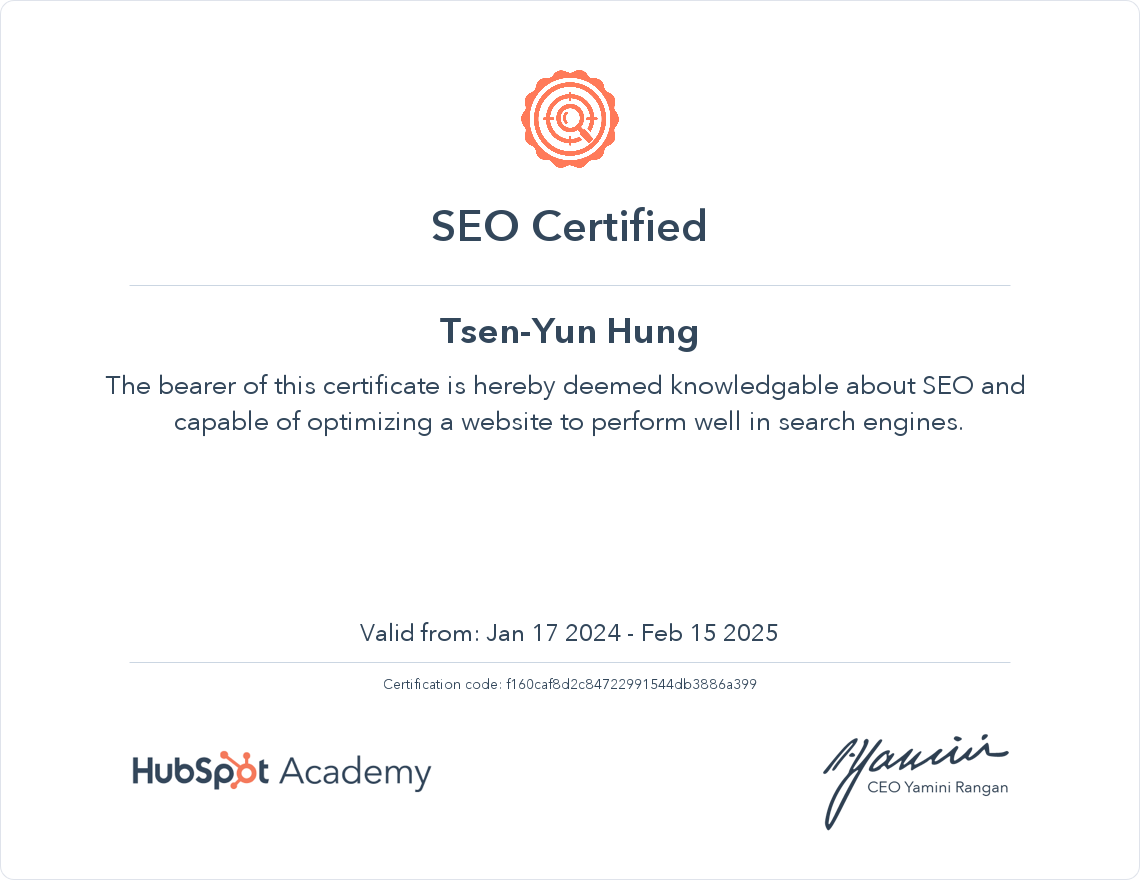 SEO Certified
Tsen-Yun Hung
The bearer of this certificate is hereby deemed knowledgable about SEO and
capable of optimizing a website to perform well in search engines.
Valid from: Jan 17 2024 - Feb 15 2025
Certification code: f160caf8d2c84722991544db3886a399
HubSpot Academy
Yamini
CEO Yamini Rangan